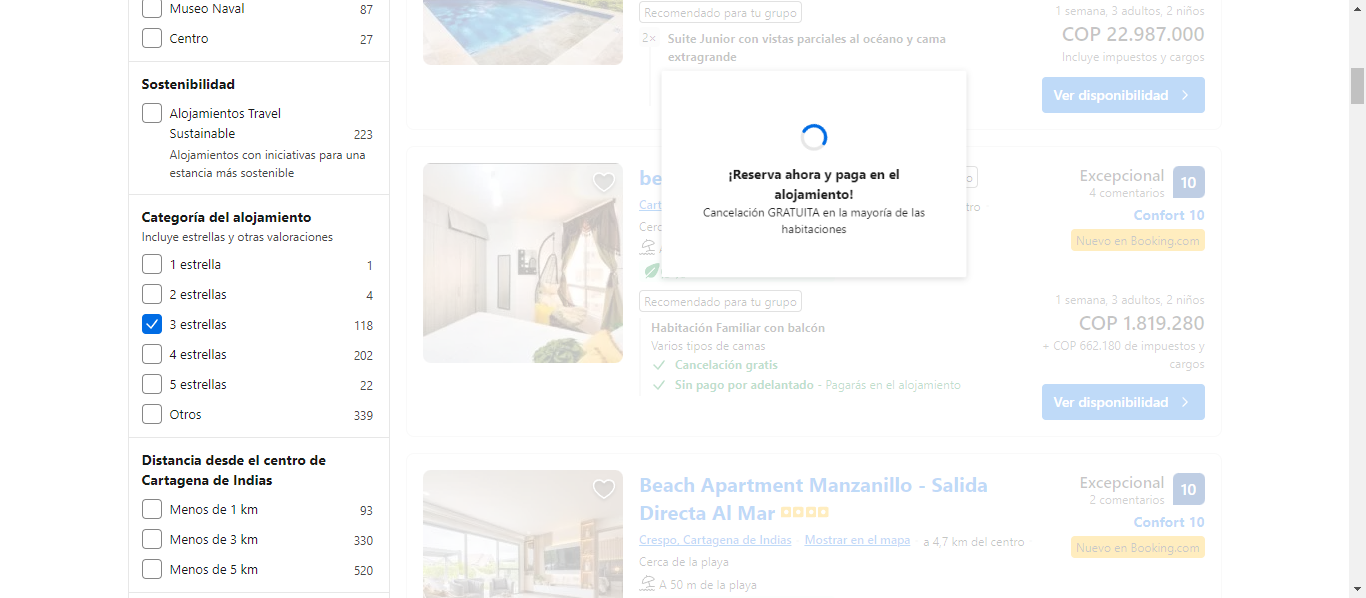 Museo Naval 87
Centro 27
Sostenibilidad
Alojamientos Travel
Sustainable 223
Alojamientos con iniciativas para una
estancia más sostenible
Categoría del alojamiento
Incluye estrellas y otras valoraciones
1 estrella 1
2 estrellas 4
3 estrellas 118
4 estrellas 202
5 estrellas 22
Otros 339
Distancia desde el centro de
Cartagena de Indias
Menos de 1 km 93
Menos de 3 km 330
Menos de 5 km 520
Recomendado para tu grupo
2× Suite Junior con vistas parciales al océano y cama
extragrande
1 semana, 3 adultos, 2 niños
COP 22.987.000
Incluye impuestos y cargos
Ver disponibilidad
¡Reserva ahora y paga en el
alojamiento!
Cancelación GRATUITA en la mayoría de las
habitaciones
be
Cart
tro
Cerc
Excepcional 10
4 comentarios
Confort 10
Nuevo en Booking.com
Recomendado para tu grupo
Habitación Familiar con balcón
Varios tipos de camas
Cancelación gratis
Sin pago por adelantado - Pagarás en el alojamiento
1 semana, 3 adultos, 2 niños
COP 1.819.280
+ COP 662.180 de impuestos y
cargos
Ver disponibilidad
Beach Apartment Manzanillo - Salida
Directa Al Mar
Crespo, Cartagena de Indias · Mostrar en el mapa · a 4,7 km del centro ·
Cerca de la playa
A 50 m de la playa
Excepcional 10
2 comentarios
Confort 10
Nuevo en Booking.com